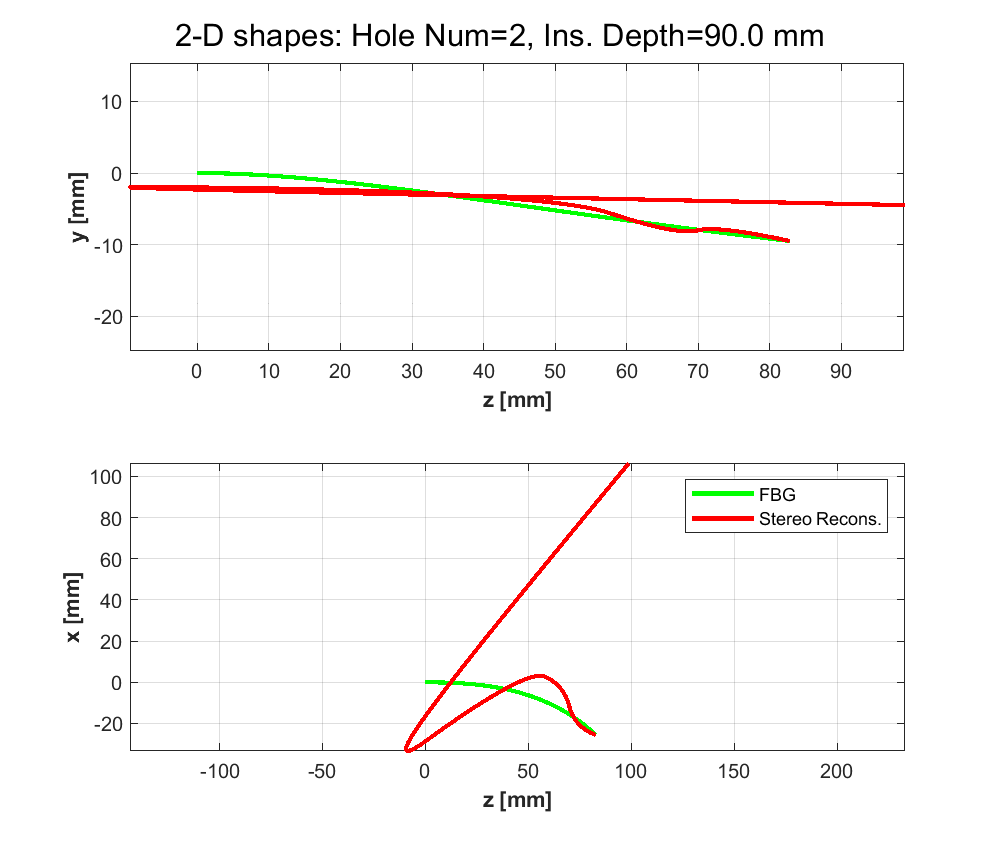 2-D shapes: Hole Num=2, Ins. Depth=90.0 mm
10
0
-10
-20
y [mm]
0 10 20 30 40 50 60 70 80 90
z [mm]
100
80
60
40
20
0
-20
x [mm]
FBG
Stereo Recons.
-100 -50 0 50 100 150 200
z [mm]